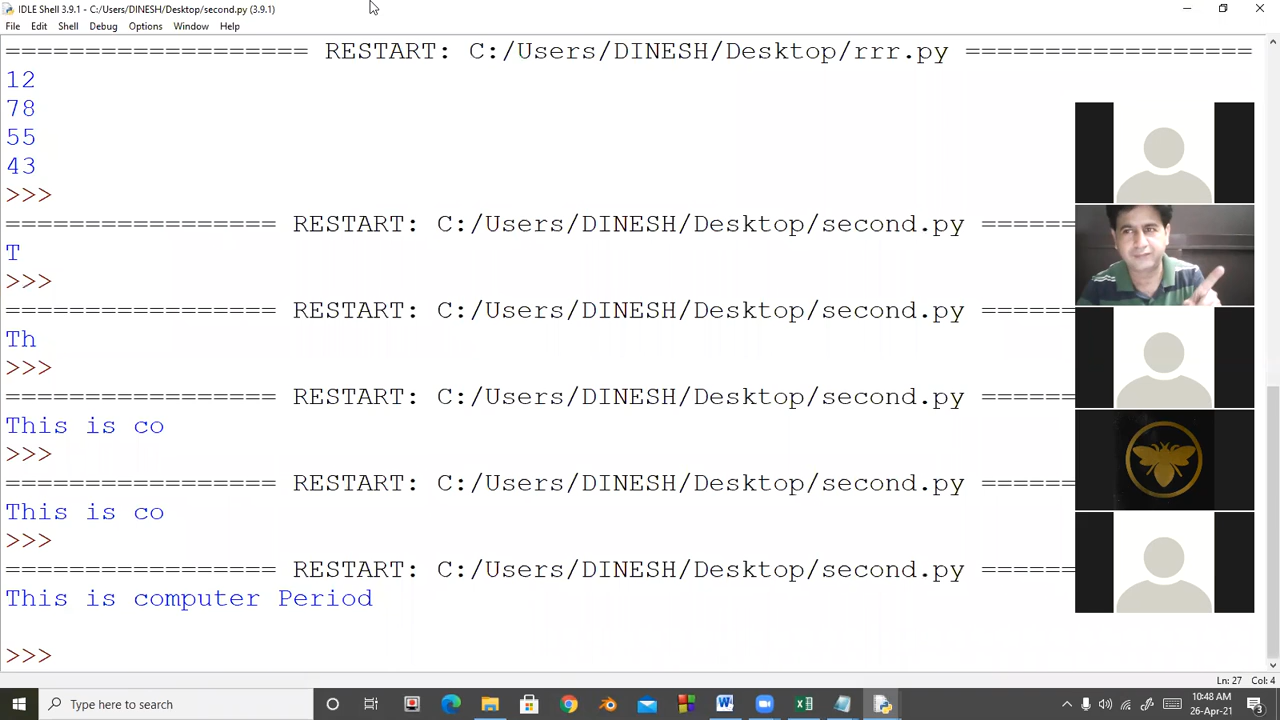 IDLE Shell 3.9.1 - C:/Users/DINESH/Desktop/second.py (3.9.1)
File Edit Shell Debug Options Window Help
=================== RESTART: C:/Users/DINESH/Desktop/rrr.py ==================
12
78
55
43
>>>
================= RESTART: C:/Users/DINESH/Desktop/second.py ======
T
>>>
================= RESTART: C:/Users/DINESH/Desktop/second.py ======
Th
>>>
================= RESTART: C:/Users/DINESH/Desktop/second.py ======
This is co
>>>
================= RESTART: C:/Users/DINESH/Desktop/second.py ======
This is co
>>>
================= RESTART: C:/Users/DINESH/Desktop/second.py ======
This is computer Period
>>>
Ln: 27 Col: 4
Type here to search
10:48 AM
26-Apr-21
3